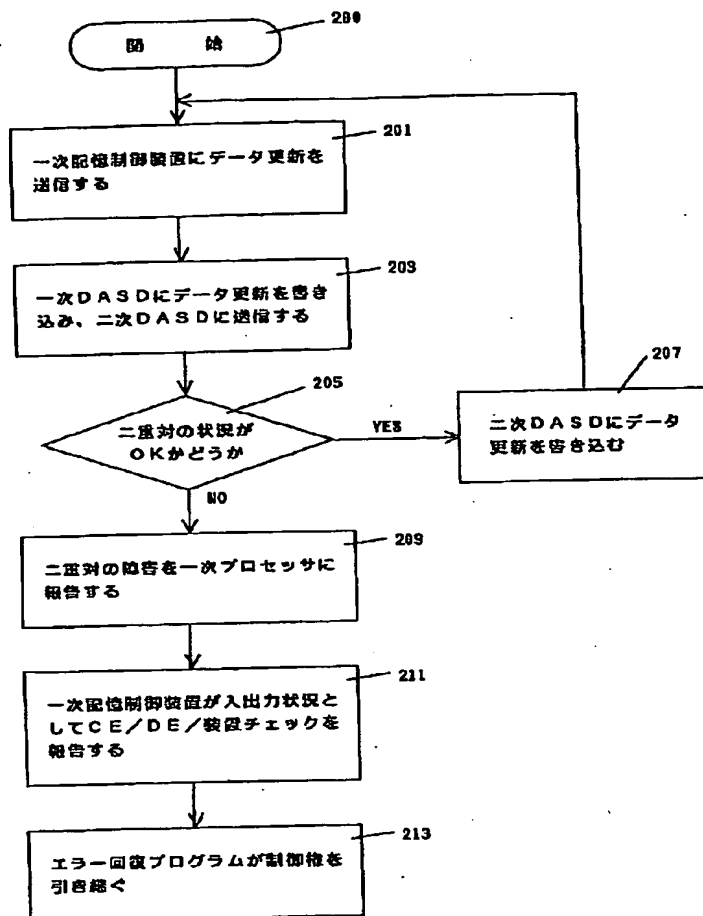 200
開 始
201
一次記憶制御装置にデータ更新を
送信する
203
一次DASDにデータ更新を書き
込み、二次DASDに送信する
205
207
二重対の状況が
OKかどうか
YES
二次DASDにデータ
更新を書き込む
NO
209
二重対の障害を一次プロセッサに
報告する
211
一次記憶制御装置が入出力状況と
してCE/DE/装置チェックを
報告する
213
エラー回復プログラムが制御権を
引き継ぐ